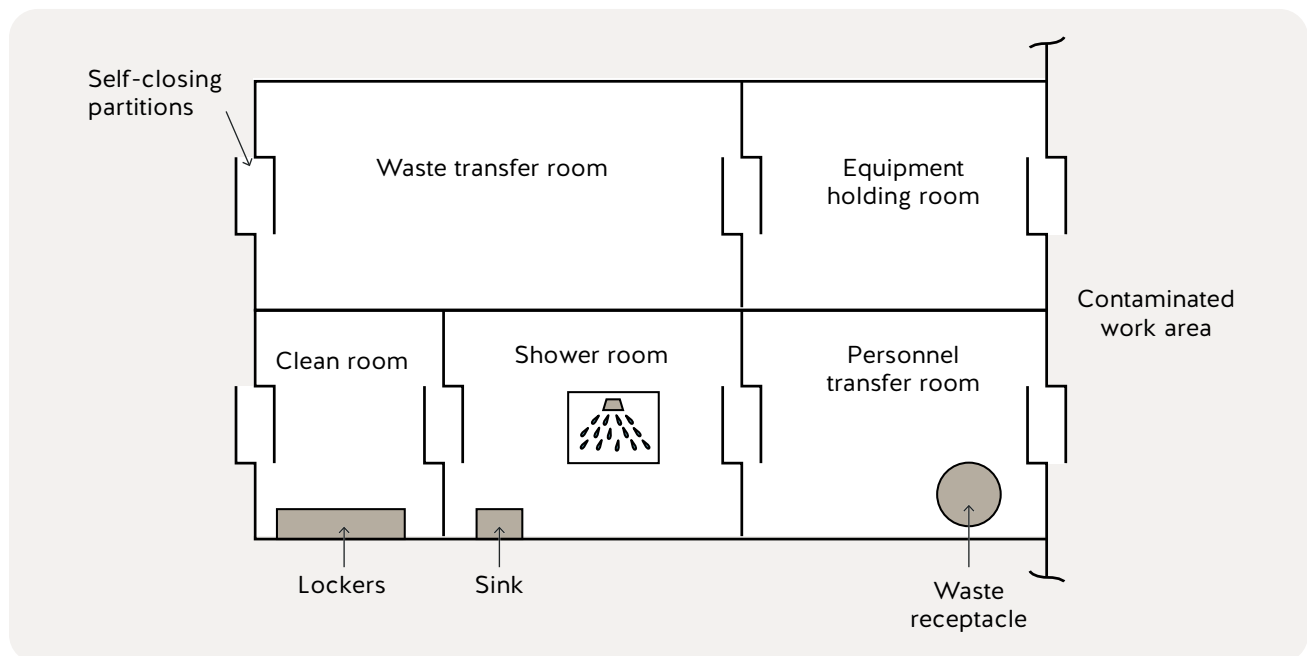 Self-closing
partitions
Waste transfer room
Equipment
holding room
Contaminated
work area
Clean room
Shower room
Personnel
transfer room
Lockers
Sink
Waste
receptacle